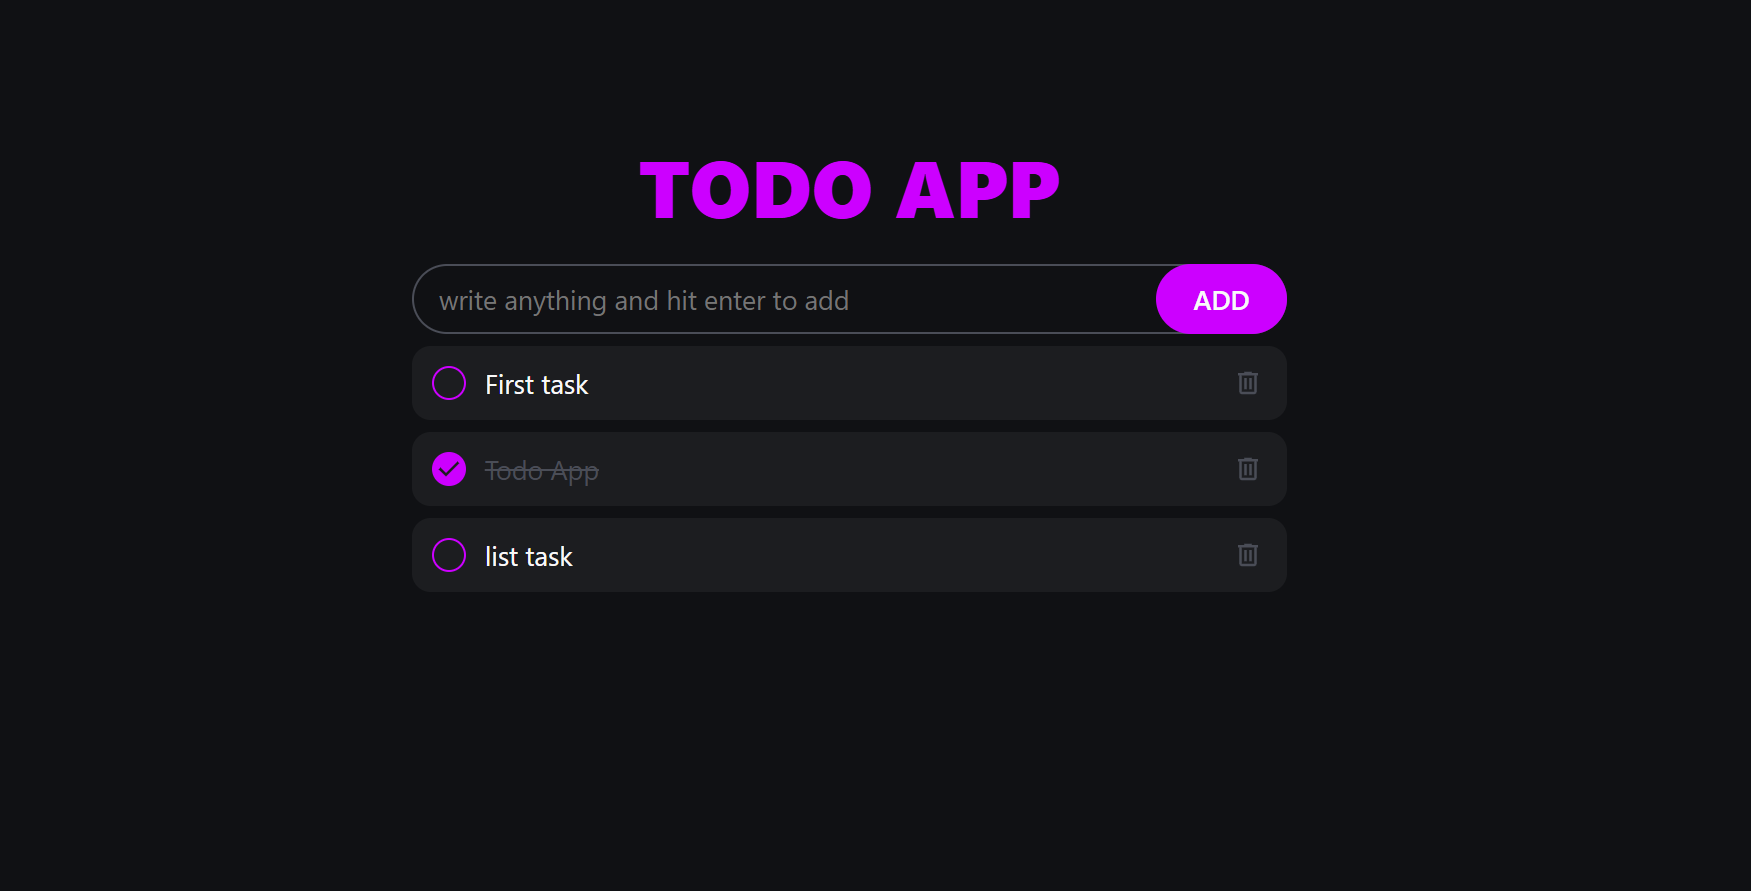 TODO APP
write anything and hit enter to add
ADD
First task
Todo App
list task